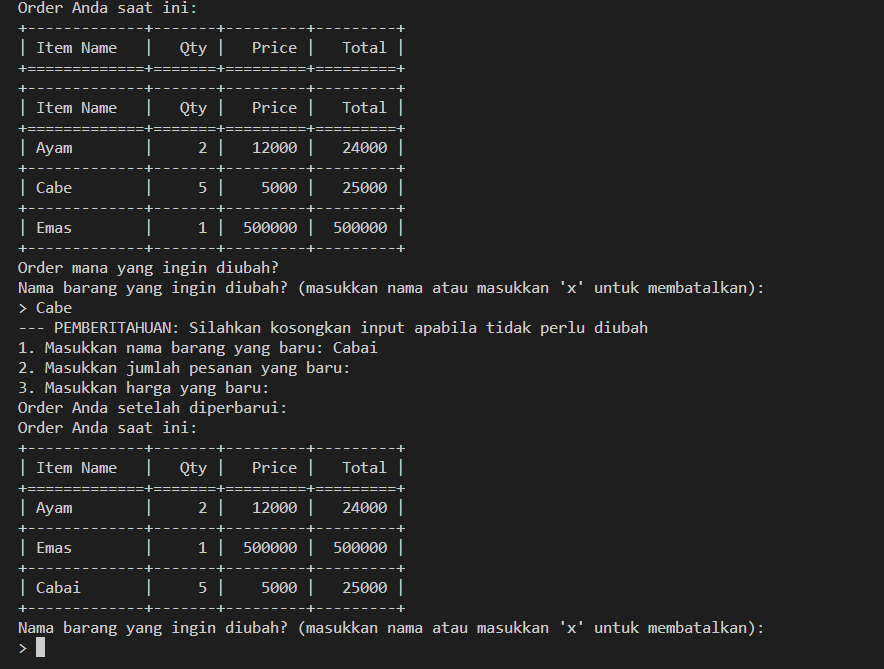 Order Anda saat ini:
+-------------+-------+---------+---------+
| Item Name   |   Qty |   Price |   Total |
+=============+=======+=========+=========+
+-------------+-------+---------+---------+
| Item Name   |   Qty |   Price |   Total |
+=============+=======+=========+=========+
| Ayam        |     2 |   12000 |   24000 |
+-------------+-------+---------+---------+
| Cabe        |     5 |    5000 |   25000 |
+-------------+-------+---------+---------+
| Emas        |     1 |  500000 |  500000 |
+-------------+-------+---------+---------+
Order mana yang ingin diubah?
Nama barang yang ingin diubah? (masukkan nama atau masukkan 'x' untuk membatalkan):
> Cabe
--- PEMBERITAHUAN: Silahkan kosongkan input apabila tidak perlu diubah
1. Masukkan nama barang yang baru: Cabai
2. Masukkan jumlah pesanan yang baru:
3. Masukkan harga yang baru:
Order Anda setelah diperbarui:
Order Anda saat ini:
+-------------+-------+---------+---------+
| Item Name   |   Qty |   Price |   Total |
+=============+=======+=========+=========+
| Ayam        |     2 |   12000 |   24000 |
+-------------+-------+---------+---------+
| Emas        |     1 |  500000 |  500000 |
+-------------+-------+---------+---------+
| Cabai       |     5 |    5000 |   25000 |
+-------------+-------+---------+---------+
Nama barang yang ingin diubah? (masukkan nama atau masukkan 'x' untuk membatalkan):
>